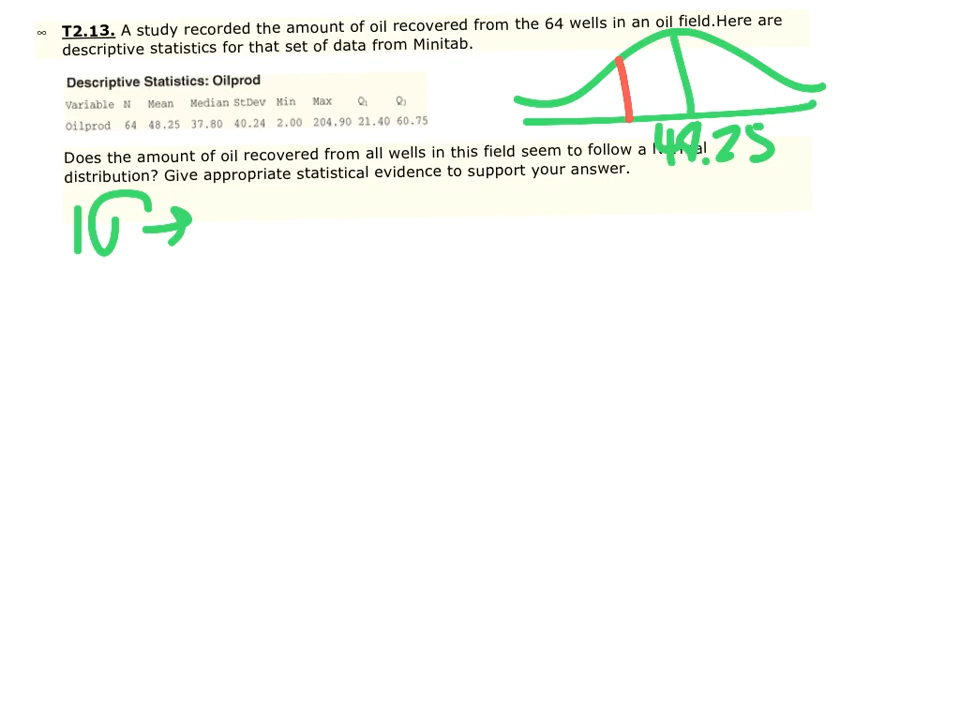 ∞ T2.13. A study recorded the amount of oil recovered from the 64 wells in an oil field.Here are
descriptive statistics for that set of data from Minitab.
Descriptive Statistics: Oilprod
Variable N Mean Median StDev Min Max Q₁ Q₃
Oilprod 64 48.25 37.80 40.24 2.00 204.90 21.40 60.75
48.25
Does the amount of oil recovered from all wells in this field seem to follow a Normal
distribution? Give appropriate statistical evidence to support your answer.
1σ →